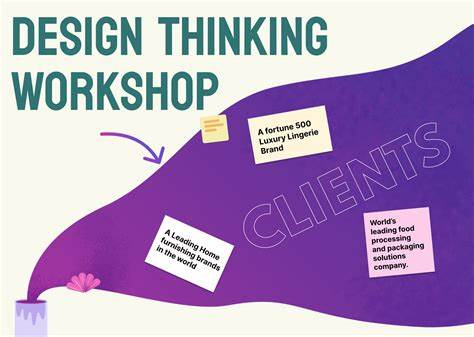 DESIGN THINKING
WORKSHOP
A fortune 500
Luxury Lingerie
Brand
CLIENTS
A Leading Home
furnishing brands
in the world
World's
leading food
processing
and packaging
solutions
company.